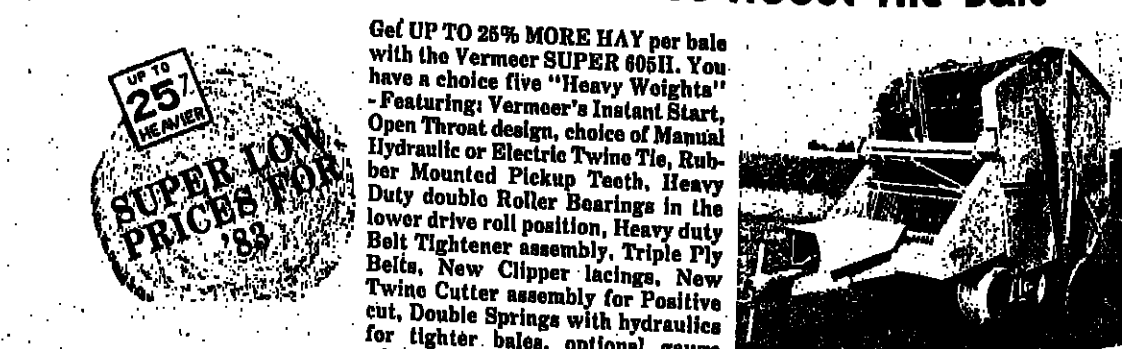 UP TO
25%
HEAVIER
SUPER LOW
PRICES FOR
'83
Get UP TO 25% MORE HAY per bale
with the Vermeer SUPER 605H. You
have a choice five "Heavy Weights"
- Featuring: Vermeer's Instant Start,
Open Throat design, choice of Manual
Hydraulic or Electric Twine Tie, Rub-
ber Mounted Pickup Teeth, Heavy
Duty double Roller Bearings in the
lower drive roll position, Heavy duty
Belt Tightener assembly, Triple Ply
Belts, New Clipper lacings, New
Twine Cutter assembly for Positive
cut, Double Springs with hydraulics
for tighter bales, optional gauge